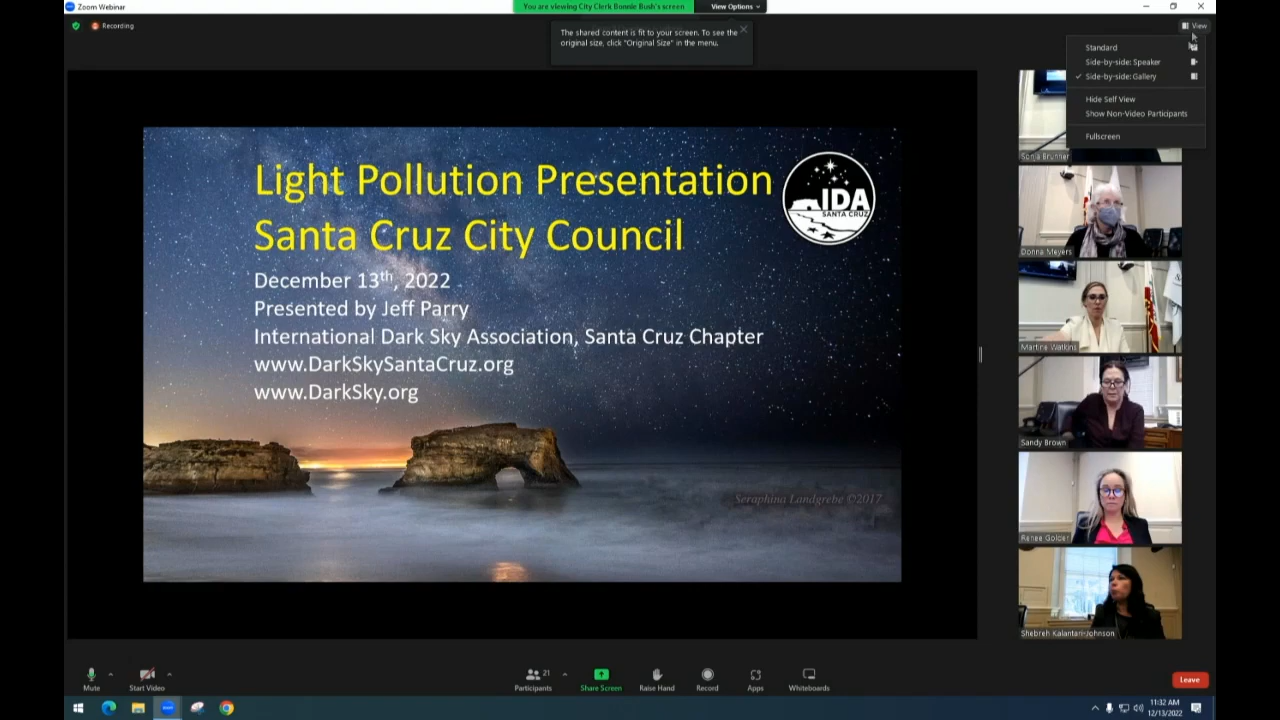 Zoom Webinar
You are viewing City Clerk Bonnie Bush's screen
View Options
Recording
The shared content is fit to your screen. To see the
original size, click "Original Size" in the menu.
View
Standard
Side-by-side: Speaker
Side-by-side: Gallery
Hide Self View
Show Non-Video Participants
Fullscreen
Light Pollution Presentation
Santa Cruz City Council
IDA
SANTA CRUZ
December 13th, 2022
Presented by Jeff Parry
International Dark Sky Association, Santa Cruz Chapter
www.DarkSkySantaCruz.org
www.DarkSky.org
Seraphina Landgrebe ©2017
Sonja Brunner
Donna Meyers
Martine Watkins
Sandy Brown
Renee Golder
Shebreh Kalantari-Johnson
Mute
Start Video
21
Participants
Share Screen
Raise Hand
Record
Apps
Whiteboards
Leave
11:32 AM
12/13/2022